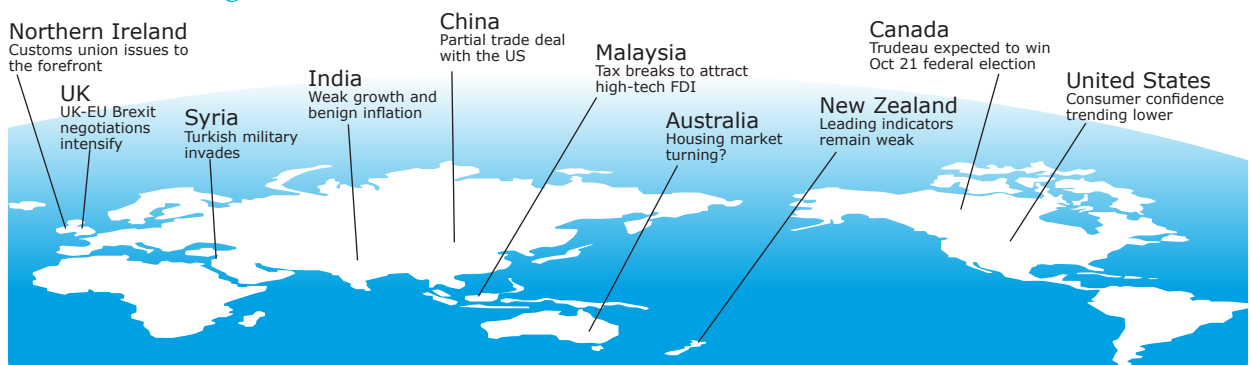 Northern Ireland
Customs union issues to
the forefront
UK
UK-EU Brexit
negotiations
intensify
Syria
Turkish military
invades
India
Weak growth and
benign inflation
China
Partial trade deal
with the US
Malaysia
Tax breaks to attract
high-tech FDI
Australia
Housing market
turning?
New Zealand
Leading indicators
remain weak
Canada
Trudeau expected to win
Oct 21 federal election
United States
Consumer confidence
trending lower